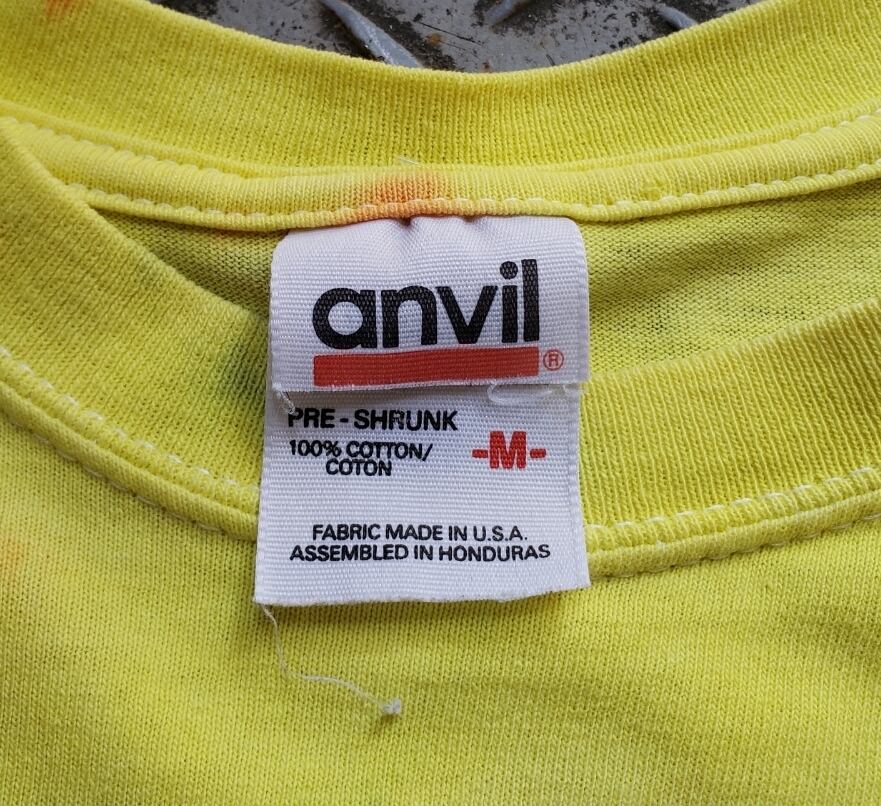 anvil®
PRE - SHRUNK
100% COTTON/
COTON
-M-
FABRIC MADE IN U.S.A.
ASSEMBLED IN HONDURAS